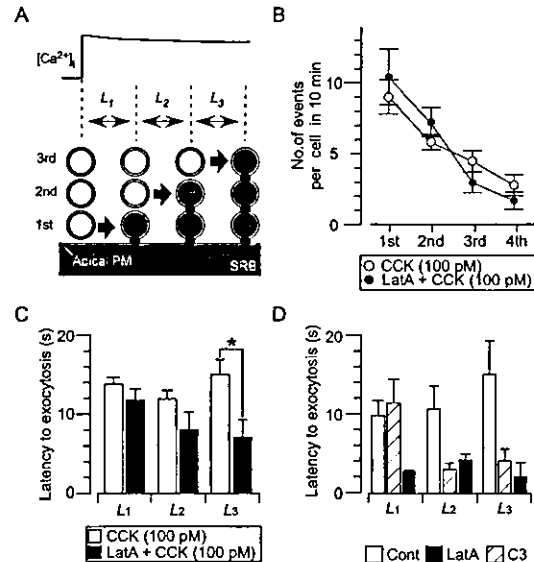 A
[Ca²⁺]i
L1 L2 L3
3rd
2nd
1st
Apical PM
SRB
B
No.of events
per cell in 10 min
10
5
0
1st 2nd 3rd 4th
CCK (100 pM)
LatA + CCK (100 pM)
C
Latency to exocytosis (s)
20
10
0
*
L1 L2 L3
CCK (100 pM)
LatA + CCK (100 pM)
D
Latency to exocytosis (s)
20
10
0
L1 L2 L3
Cont LatA C3